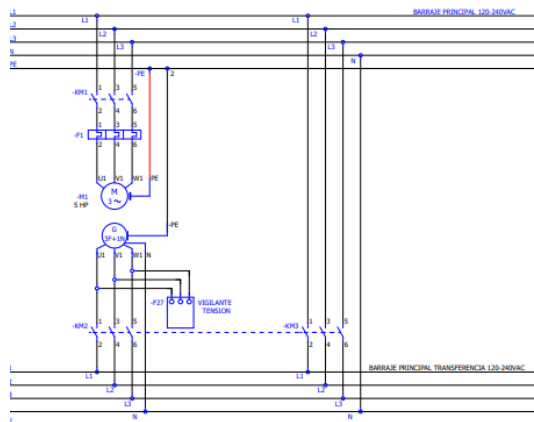 L1
L1
BARRAJE PRINCIPAL 120-240VAC
L2
L2
L2
L3
L3
L3
N
N
PE
-PE
2
-KM1
1 3 5
2 4 6
-F1
1 3 5
2 4 6
U1 V1 W1 -PE
-M1
5 HP
M
3 ~
G
3F+1N
-PE
U1 V1 W1 N
-F27
VIGILANTE
TENSION
-KM2
1 3 5
2 4 6
-KM3
1 3 5
2 4 6
BARRAJE PRINCIPAL TRANSFERENCIA 120-240VAC
L1
L1
L2
L2
L3
L3
N
N